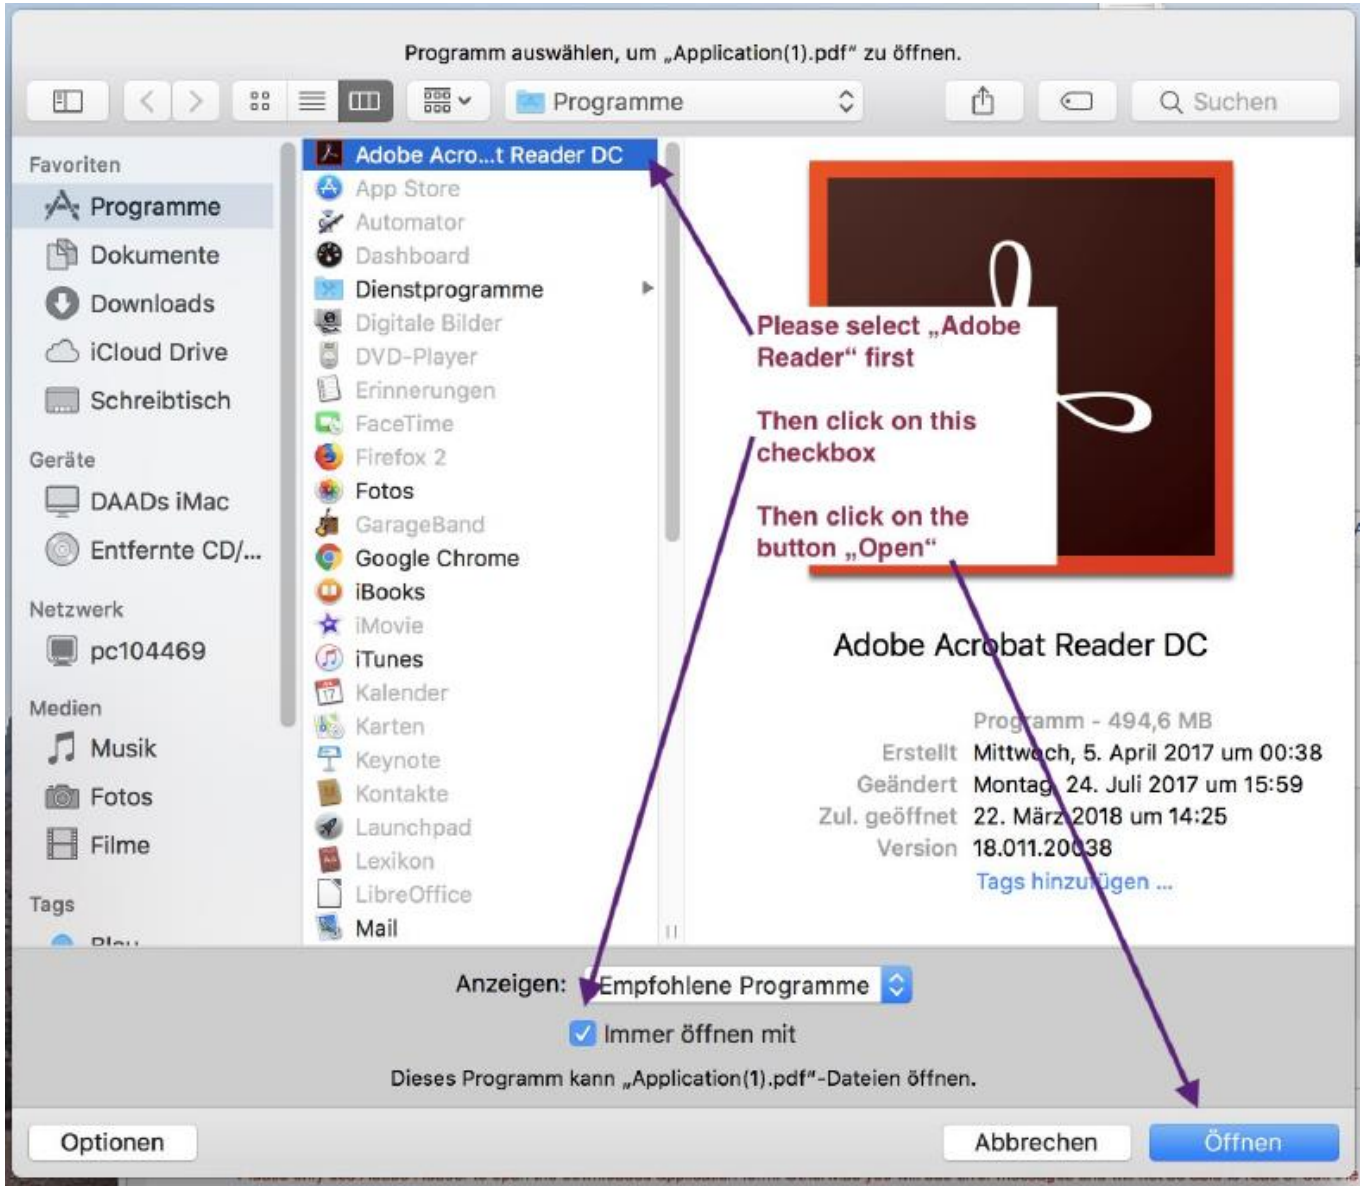 Programm auswählen, um „Application(1).pdf“ zu öffnen.
Programme
Suchen
Favoriten
Programme
Dokumente
Downloads
iCloud Drive
Schreibtisch
Geräte
DAADs iMac
Entfernte CD/...
Netzwerk
pc104469
Medien
Musik
Fotos
Filme
Tags
Adobe Acro...t Reader DC
App Store
Automator
Dashboard
Dienstprogramme
Digitale Bilder
DVD-Player
Erinnerungen
FaceTime
Firefox 2
Fotos
GarageBand
Google Chrome
iBooks
iMovie
iTunes
Kalender
Karten
Keynote
Kontakte
Launchpad
Lexikon
LibreOffice
Mail
Please select „Adobe
Reader“ first
Then click on this
checkbox
Then click on the
button „Open“
Adobe Acrobat Reader DC
Programm - 494,6 MB
Erstellt Mittwoch, 5. April 2017 um 00:38
Geändert Montag, 24. Juli 2017 um 15:59
Zul. geöffnet 22. März 2018 um 14:25
Version 18.011.20038
Tags hinzufügen ...
Anzeigen: Empfohlene Programme
Immer öffnen mit
Dieses Programm kann „Application(1).pdf“-Dateien öffnen.
Optionen
Abbrechen
Öffnen